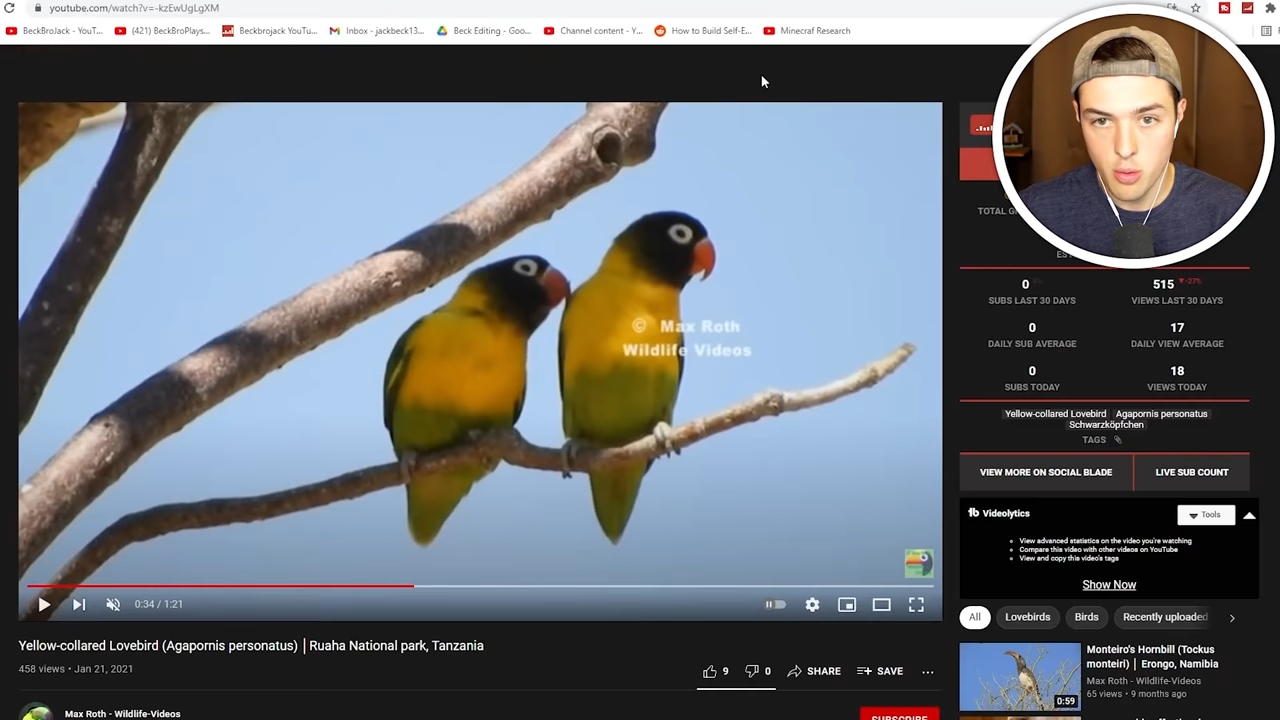 youtube.com/watch?v=-kzEwUgLgXM
BeckBroJack - YouT...
(421) BeckBroPlays...
Beckbrojack YouTu...
Inbox - jackbeck13...
Beck Editing - Goo...
Channel content - Y...
How to Build Self-E...
Minecraf Research
© Max Roth
Wildlife Videos
0:34 / 1:21
Yellow-collared Lovebird (Agapornis personatus) | Ruaha National park, Tanzania
458 views • Jan 21, 2021
9
0
SHARE
SAVE
Max Roth - Wildlife-Videos
SUBSCRIBE
0
SUBS LAST 30 DAYS
515 -27%
VIEWS LAST 30 DAYS
0
DAILY SUB AVERAGE
17
DAILY VIEW AVERAGE
0
SUBS TODAY
18
VIEWS TODAY
Yellow-collared Lovebird Agapornis personatus
Schwarzköpfchen
TAGS
VIEW MORE ON SOCIAL BLADE
LIVE SUB COUNT
tb Videolytics
Tools
View advanced statistics on the video you're watching
Compare this video with other videos on YouTube
View and copy this video's tags
Show Now
All
Lovebirds
Birds
Recently uploaded
Monteiro's Hornbill (Tockus
monteiri) | Erongo, Namibia
Max Roth - Wildlife-Videos
65 views • 9 months ago
0:59